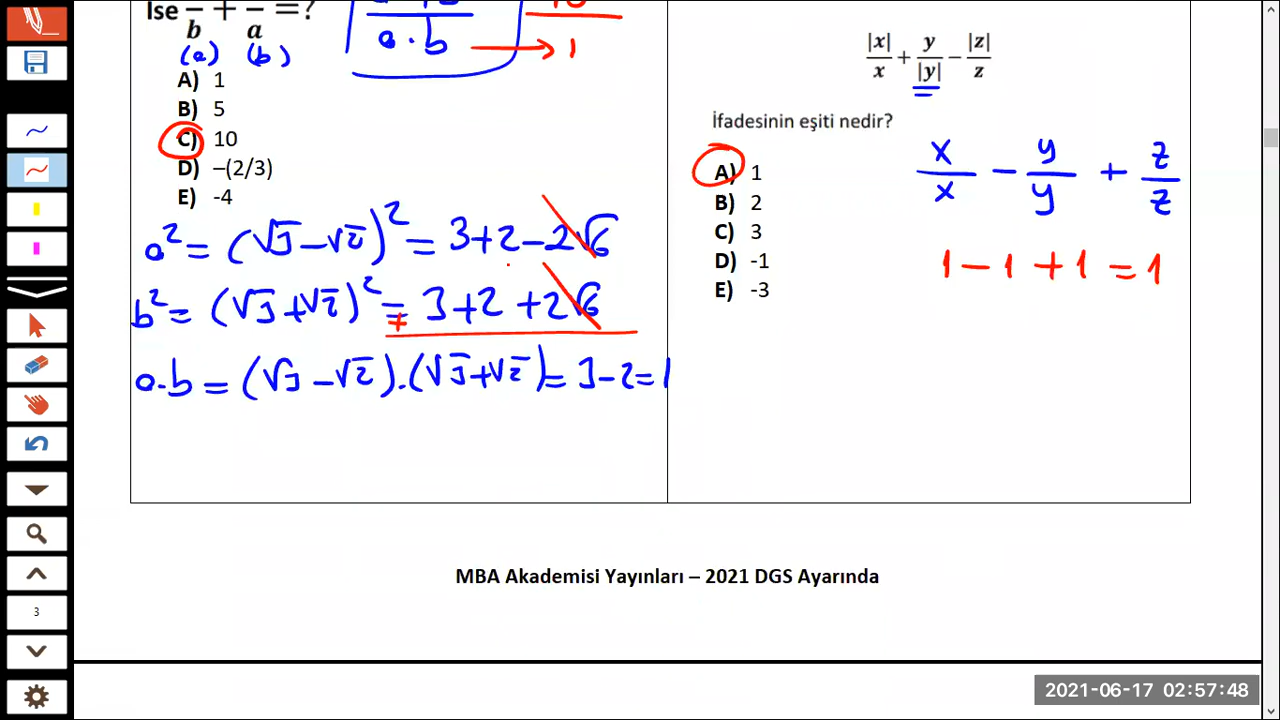 İse a/b + b/a =?
(a) (b)
a·b → 1
A) 1
B) 5
C) 10
D) –(2/3)
E) -4
a² = (√3 – √2)² = 3+2–2√6
b² = (√3 + √2)² = 3+2 +2√6
+
a·b = (√3 – √2)·(√3+√2) = 3–2=1
|x|/x + y/|y| − |z|/z
İfadesinin eşiti nedir?
A) 1
B) 2
C) 3
D) -1
E) -3
x/x − y/y + z/z
1 – 1 + 1 = 1
MBA Akademisi Yayınları – 2021 DGS Ayarında
3
2021-06-17 02:57:48